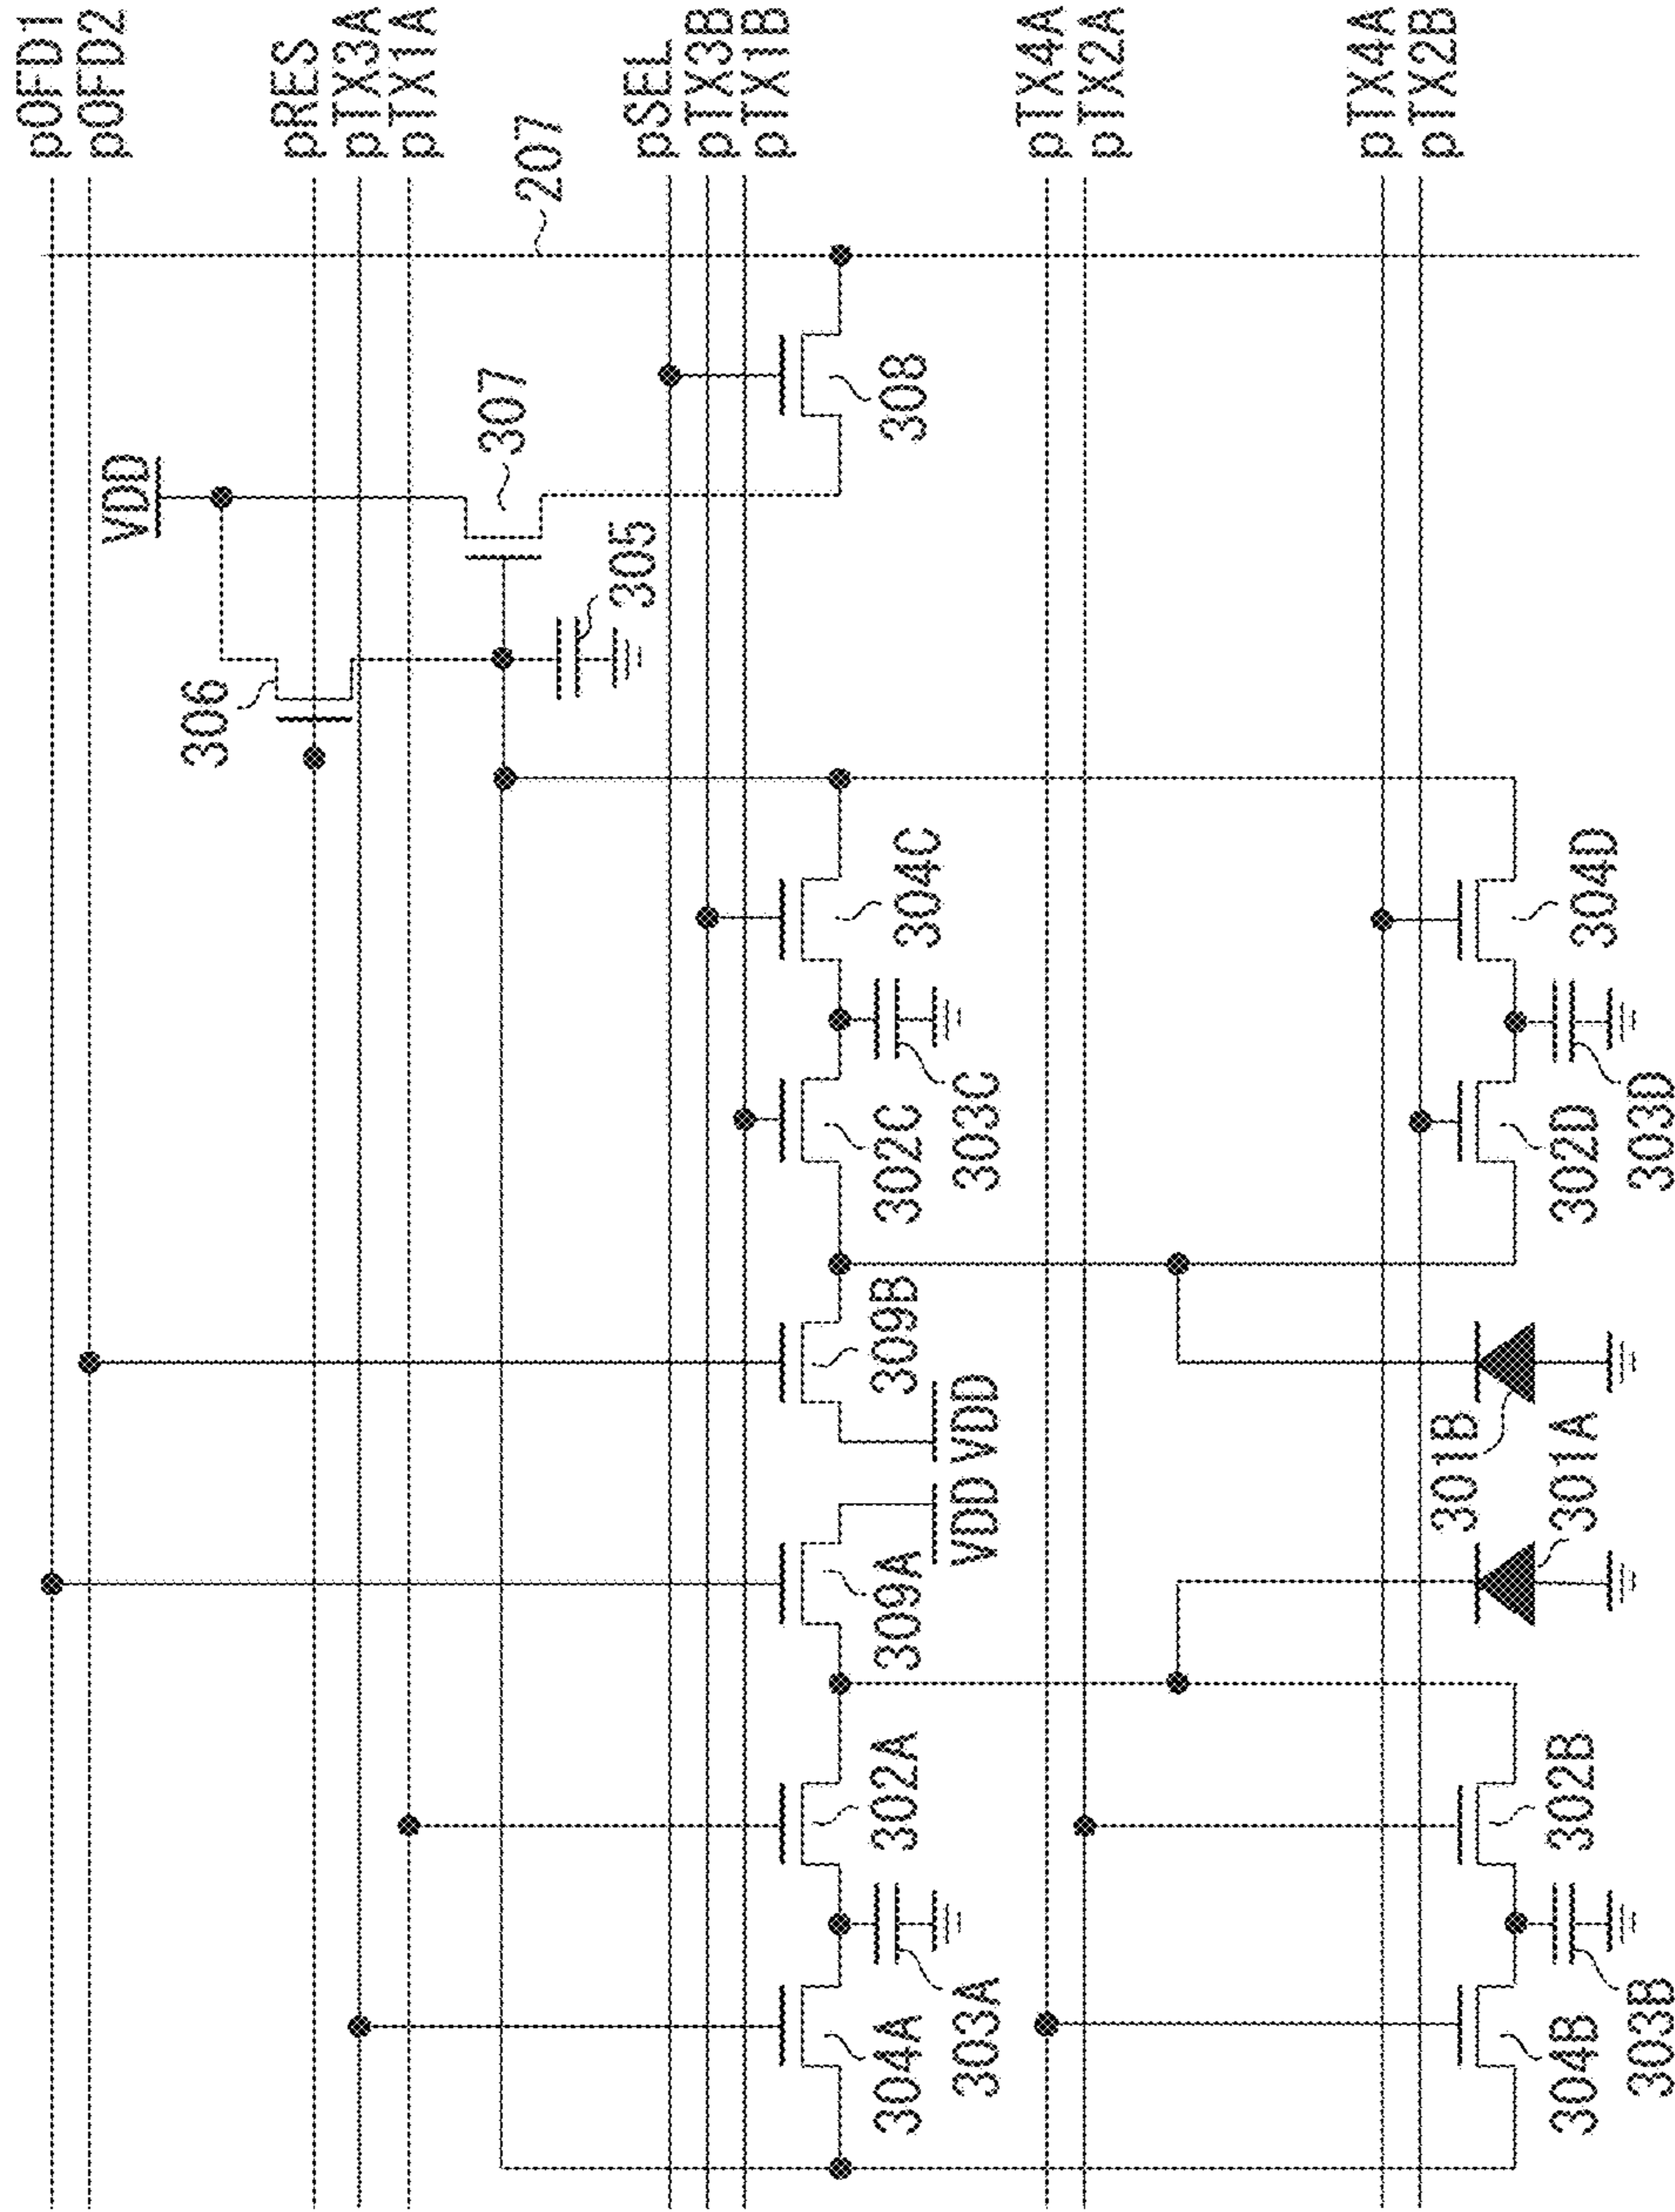 pOFD1
pOFD2
pRES
pTX3A
pTX1A
pSEL
pTX3B
pTX1B
pTX4A
pTX2A
pTX4A
pTX2B
207
VDD
306
307
305
308
304C
303C
302C
304D
303D
302D
309B
VDD
VDD
309A
301B
301A
302A
303A
304A
302B
303B
304B